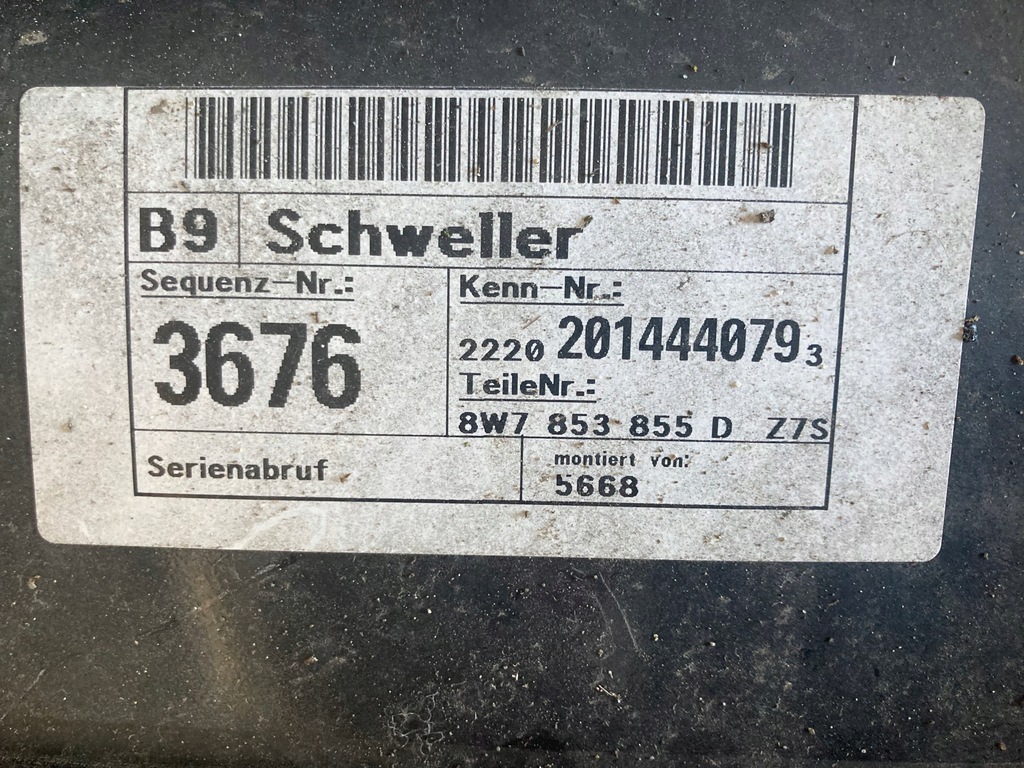 B9 Schweller
Sequenz-Nr.:
3676
Kenn-Nr.:
2220 201444079 3
TeileNr.:
8W7 853 855 D Z7S
Serienabruf
montiert von:
5668